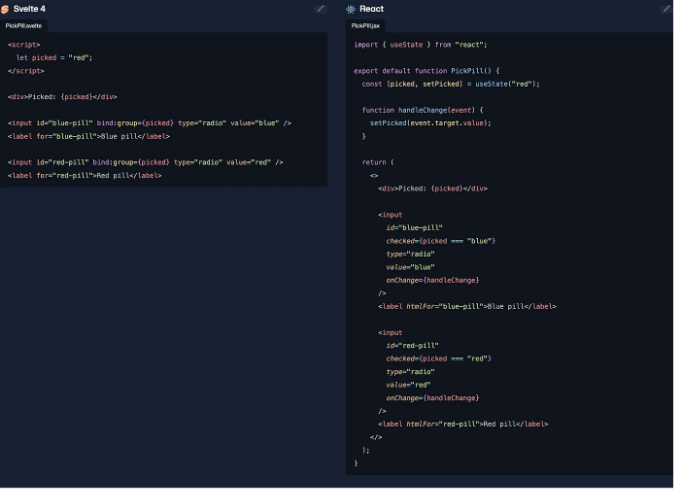 Svelte 4
PickPill.svelte
<script>
let picked = "red";
</script>
<div>Picked: {picked}</div>
<input id="blue-pill" bind:group={picked} type="radio" value="blue" />
<label for="blue-pill">Blue pill</label>
<input id="red-pill" bind:group={picked} type="radio" value="red" />
<label for="red-pill">Red pill</label>
React
PickPill.jsx
import { useState } from "react";
export default function PickPill() {
const [picked, setPicked] = useState("red");
function handleChange(event) {
setPicked(event.target.value);
}
return (
<>
<div>Picked: {picked}</div>
<input
id="blue-pill"
checked={picked === "blue"}
type="radio"
value="blue"
onChange={handleChange}
/>
<label htmlFor="blue-pill">Blue pill</label>
<input
id="red-pill"
checked={picked === "red"}
type="radio"
value="red"
onChange={handleChange}
/>
<label htmlFor="red-pill">Red pill</label>
</>
);
}